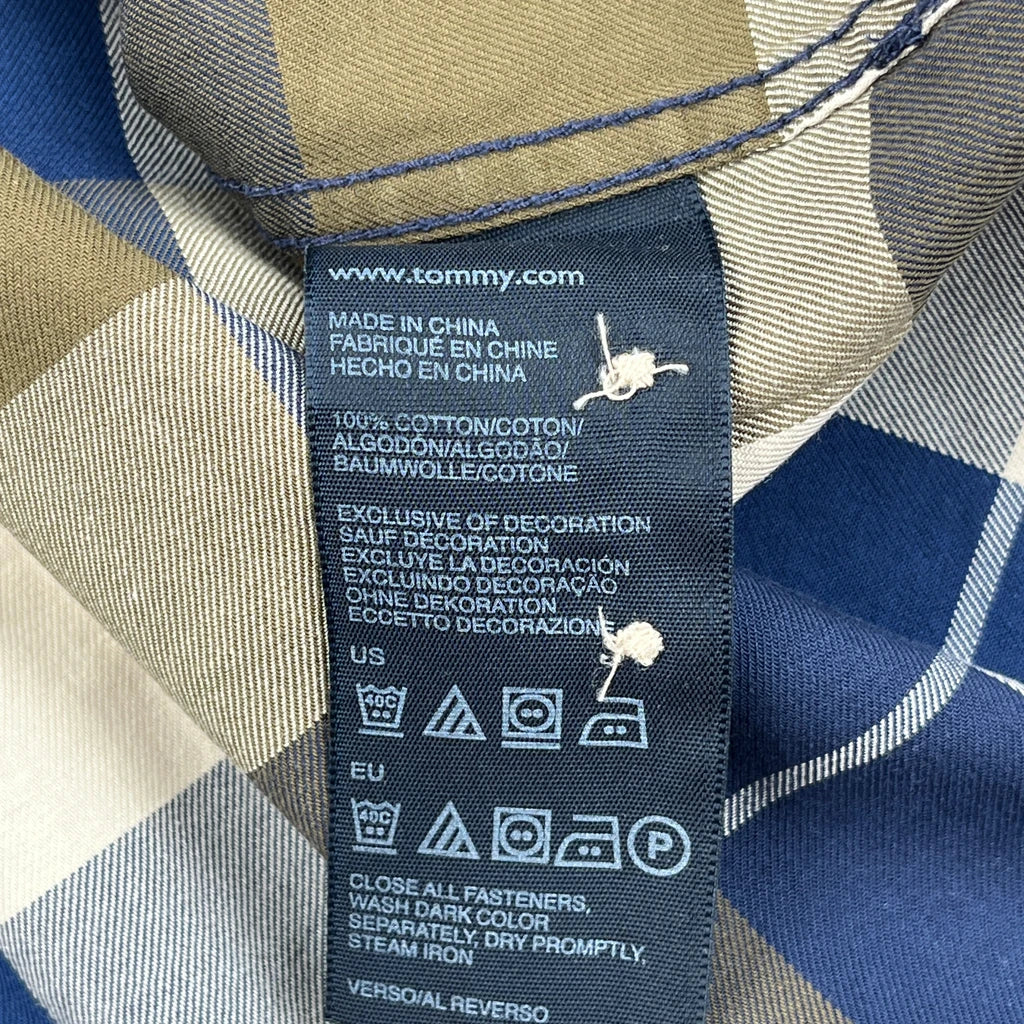 www.tommy.com
MADE IN CHINA
FABRIQUÉ EN CHINE
HECHO EN CHINA
100% COTTON/COTON/
ALGODÓN/ALGODÃO/
BAUMWOLLE/COTONE
EXCLUSIVE OF DECORATION
SAUF DÉCORATION
EXCLUYE LA DECORACIÓN
EXCLUINDO DECORAÇÃO
OHNE DEKORATION
ECCETTO DECORAZIONE
US
40C
EU
40C
P
CLOSE ALL FASTENERS,
WASH DARK COLOR
SEPARATELY, DRY PROMPTLY,
STEAM IRON
VERSO/AL REVERSO